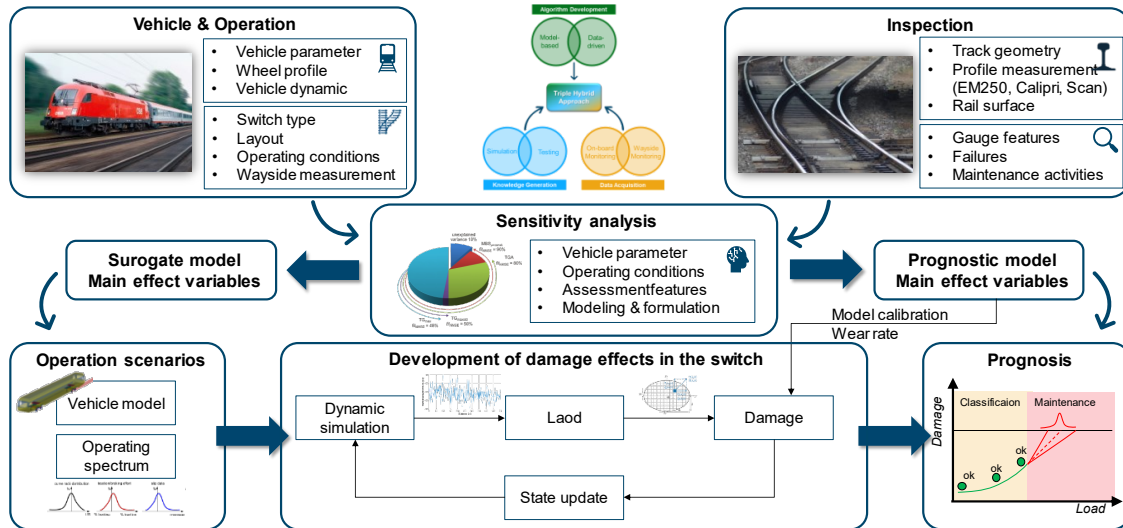 Vehicle & Operation
Vehicle parameter
Wheel profile
Vehicle dynamic
Switch type
Layout
Operating conditions
Wayside measurement
Algorithm Development
Model-
based
Data-
driven
Triple Hybrid
Approach
Simulation
Testing
On-board
Monitoring
Wayside
Monitoring
Knowledge Generation
Data Acquisition
Inspection
Track geometry
Profile measurement
(EM250, Calipri, Scan)
Rail surface
Gauge features
Failures
Maintenance activities
Sensitivity analysis
unexplained
variance 10%
Vehicle parameter
Operating conditions
Assessmentfeatures
Modeling & formulation
Surogate model
Main effect variables
Prognostic model
Main effect variables
Model calibration
Wear rate
Operation scenarios
Vehicle model
Operating
spectrum
Development of damage effects in the switch
Dynamic
simulation
Laod
Damage
State update
Prognosis
Damage
Classificaion
Maintenance
ok
ok
ok
Load